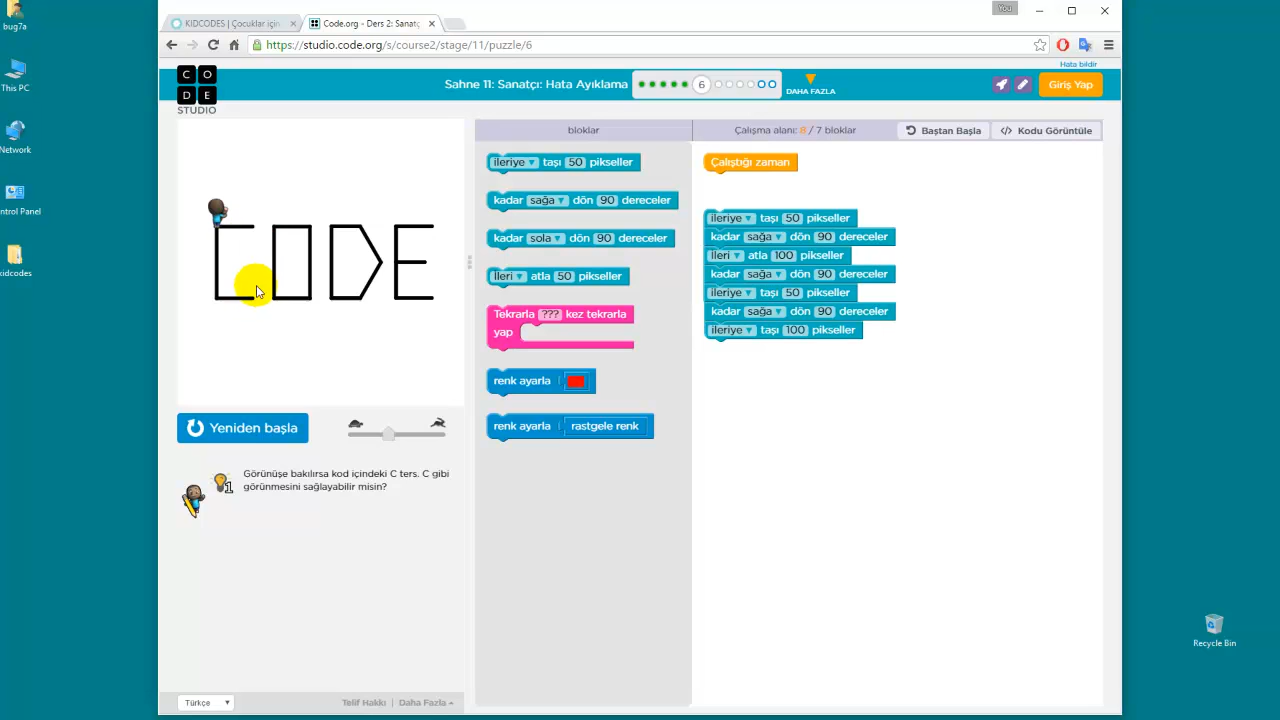 bug7a
This PC
Network
ntrol Panel
kidcodes
Recycle Bin
You
KIDCODES | Çocuklar için
Code.org - Ders 2: Sanatç
https://studio.code.org/s/course2/stage/11/puzzle/6
Hata bildir
C O D E
STUDIO
Sahne 11: Sanatçı: Hata Ayıklama
6
DAHA FAZLA
Giriş Yap
bloklar
Çalışma alanı: 8 / 7 bloklar
Baştan Başla
</> Kodu Görüntüle
CODE
Yeniden başla
1
Görünüşe bakılırsa kod içindeki C ters. C gibi
görünmesini sağlayabilir misin?
ileriye taşı 50 pikseller
kadar sağa dön 90 dereceler
kadar sola dön 90 dereceler
İleri atla 50 pikseller
Tekrarla ??? kez tekrarla
yap
renk ayarla
renk ayarla rastgele renk
Çalıştığı zaman
ileriye taşı 50 pikseller
kadar sağa dön 90 dereceler
İleri atla 100 pikseller
kadar sağa dön 90 dereceler
ileriye taşı 50 pikseller
kadar sağa dön 90 dereceler
ileriye taşı 100 pikseller
Türkçe
Telif Hakkı | Daha Fazla